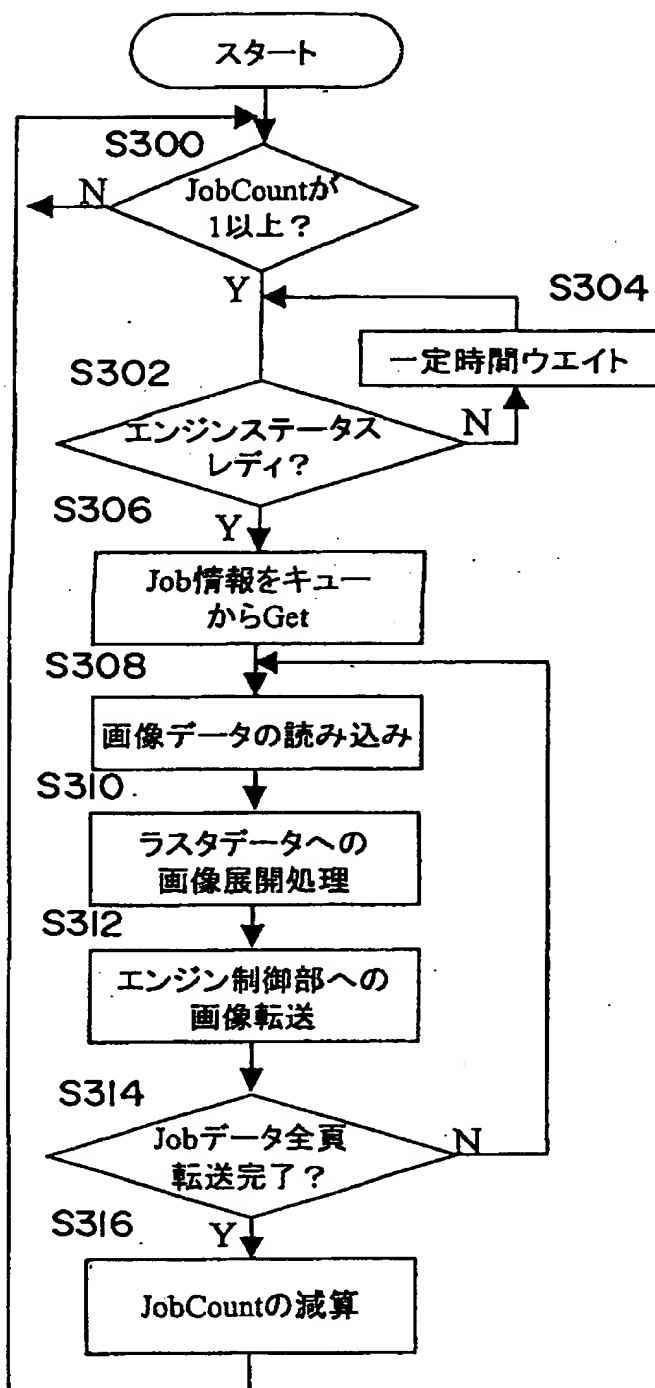 スタート
S300
JobCountが
1以上？
N
Y
S304
一定時間ウエイト
S302
エンジンステータス
レディ？
N
S306
Y
Job情報をキュー
からGet
S308
画像データの読み込み
S310
ラスタデータへの
画像展開処理
S312
エンジン制御部への
画像転送
S314
Jobデータ全頁
転送完了？
N
S316
Y
JobCountの減算